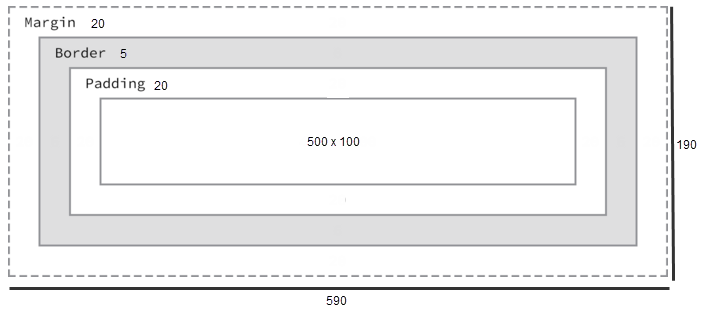 Margin 20
Border 5
Padding 20
500 x 100
190
590